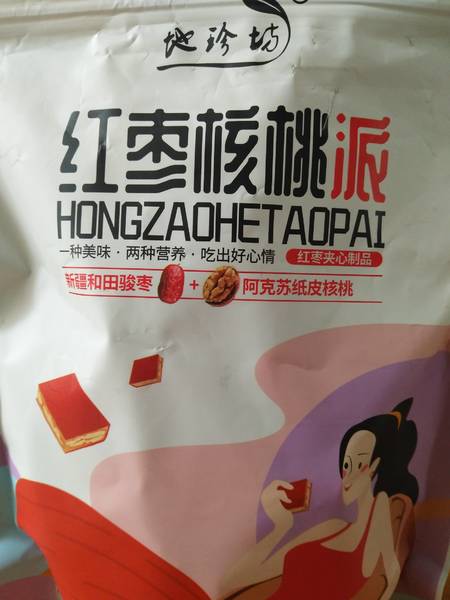 地珍坊
红枣核桃派
HONGZAOHETAOPAI
一种美味·两种营养·吃出好心情 红枣夹心制品
新疆和田骏枣 + 阿克苏纸皮核桃